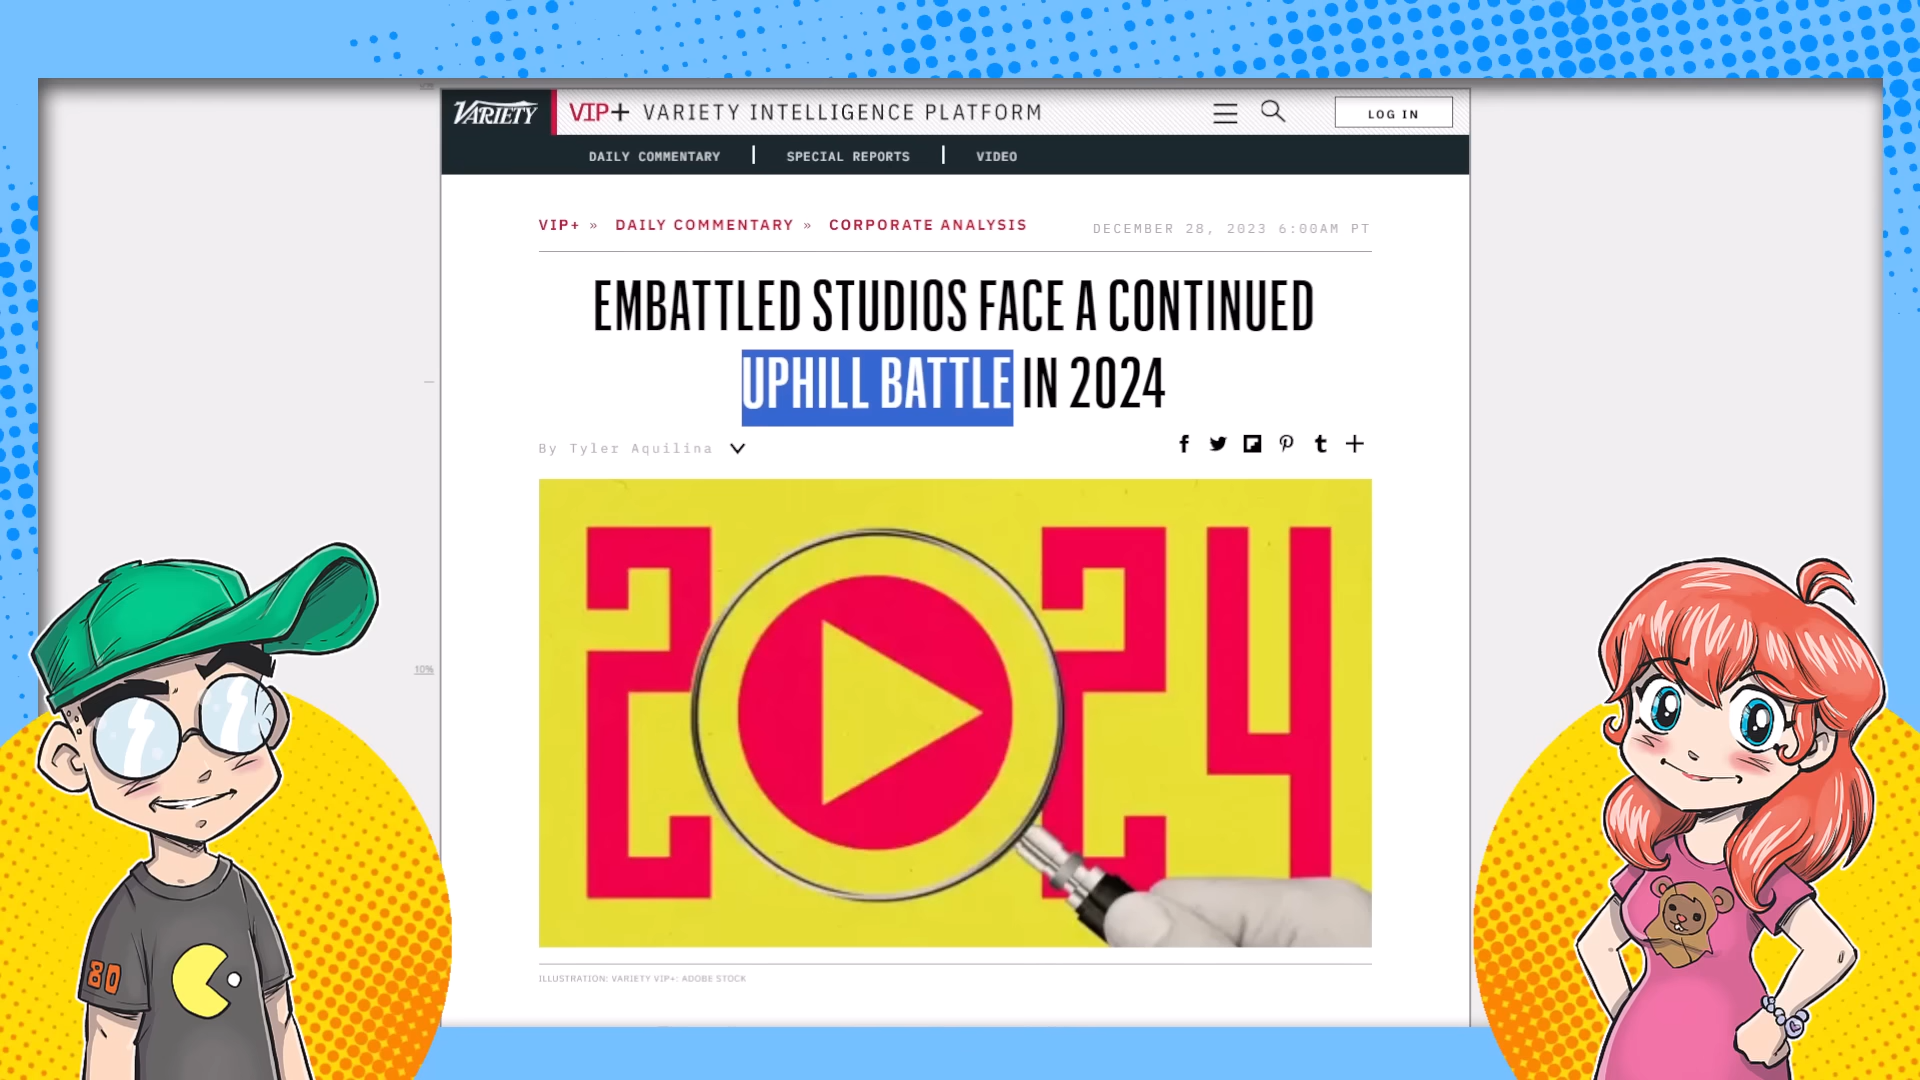 VARIETY
VIP+ VARIETY INTELLIGENCE PLATFORM
LOG IN
DAILY COMMENTARY | SPECIAL REPORTS | VIDEO
VIP+ » DAILY COMMENTARY » CORPORATE ANALYSIS
DECEMBER 28, 2023 6:00AM PT
EMBATTLED STUDIOS FACE A CONTINUED
UPHILL BATTLE IN 2024
By Tyler Aquilina
10%
2024
80
ILLUSTRATION: VARIETY VIP+: ADOBE STOCK